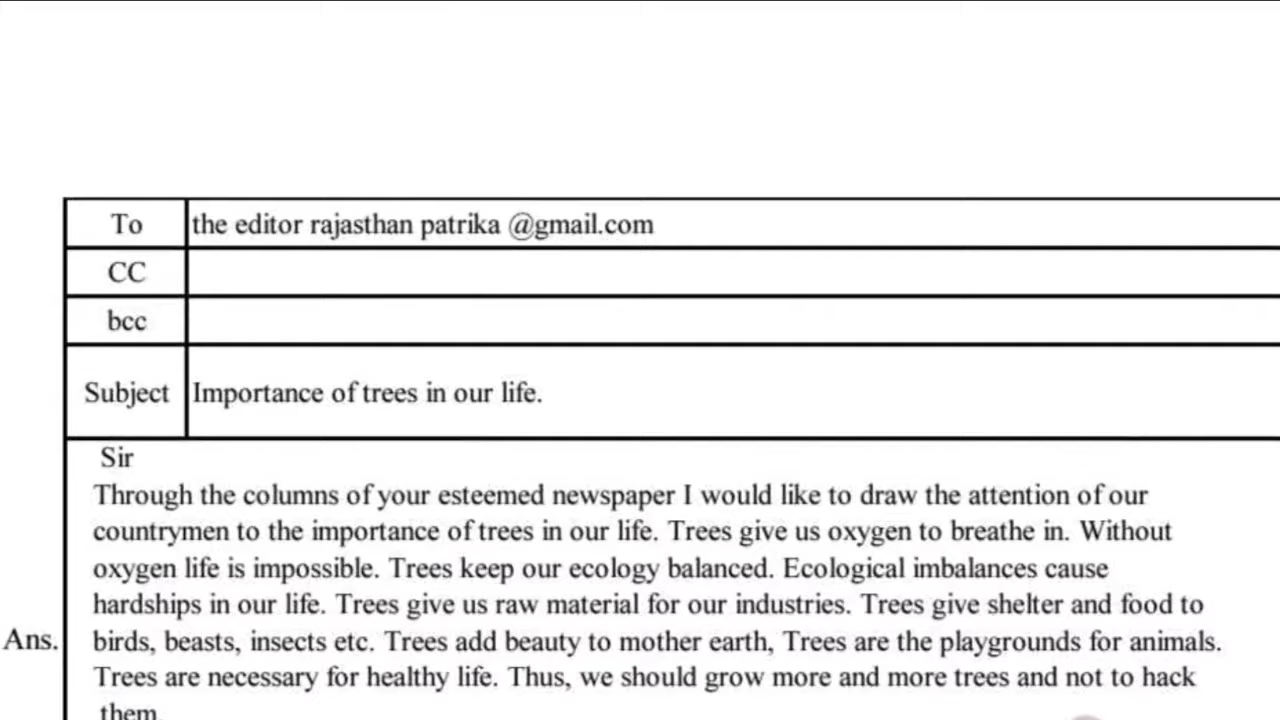 To the editor rajasthan patrika @gmail.com
CC
bcc
Subject Importance of trees in our life.
Sir
Through the columns of your esteemed newspaper I would like to draw the attention of our
countrymen to the importance of trees in our life. Trees give us oxygen to breathe in. Without
oxygen life is impossible. Trees keep our ecology balanced. Ecological imbalances cause
hardships in our life. Trees give us raw material for our industries. Trees give shelter and food to
Ans. birds, beasts, insects etc. Trees add beauty to mother earth, Trees are the playgrounds for animals.
Trees are necessary for healthy life. Thus, we should grow more and more trees and not to hack
them.